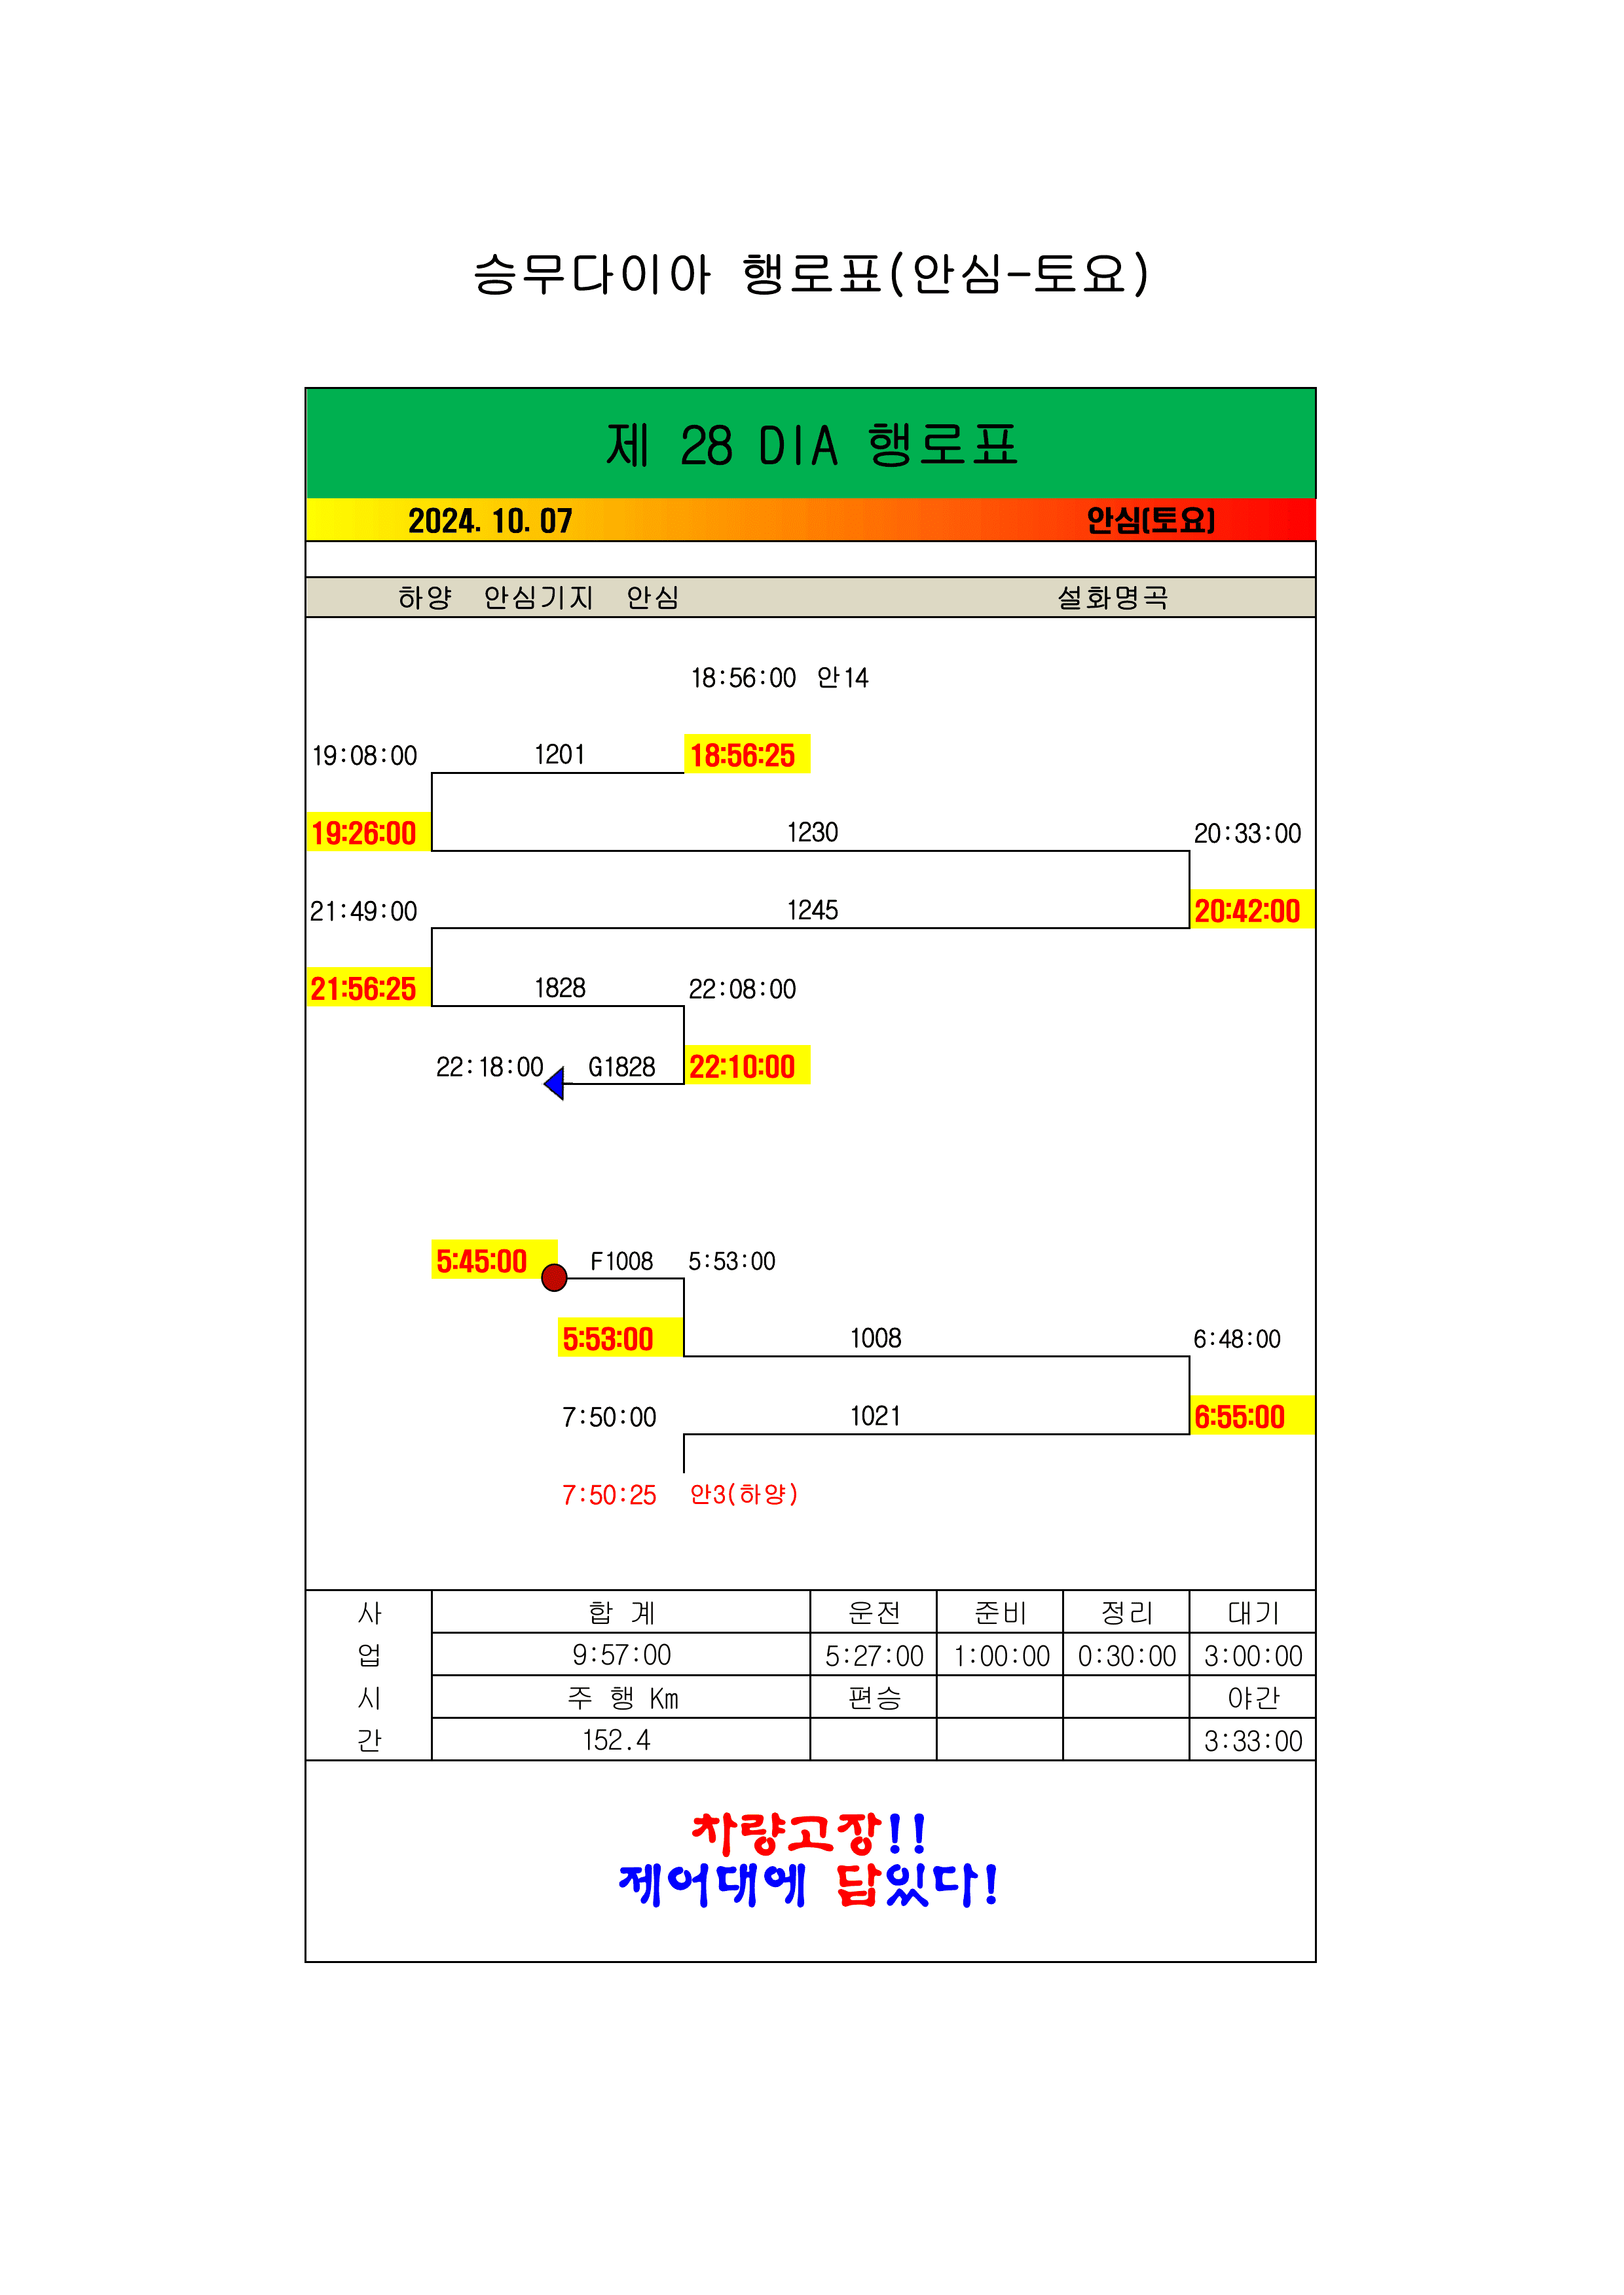 승무다이아 행로표(안심-토요)
제 28 DIA 행로표
2024. 10. 07 안심(토요)
하양 안심기지 안심 설화명곡
18:56:00 안14
19:08:00 1201 18:56:25
19:26:00 1230 20:33:00
21:49:00 1245 20:42:00
21:56:25 1828 22:08:00
22:18:00 G1828 22:10:00
5:45:00 F1008 5:53:00
5:53:00 1008 6:48:00
7:50:00 1021 6:55:00
7:50:25 안3(하양)
사 합 계 운전 준비 정리 대기
업 9:57:00 5:27:00 1:00:00 0:30:00 3:00:00
시 주 행 Km 편승 야간
간 152.4 3:33:00
차량고장!!
제어대에 답있다!